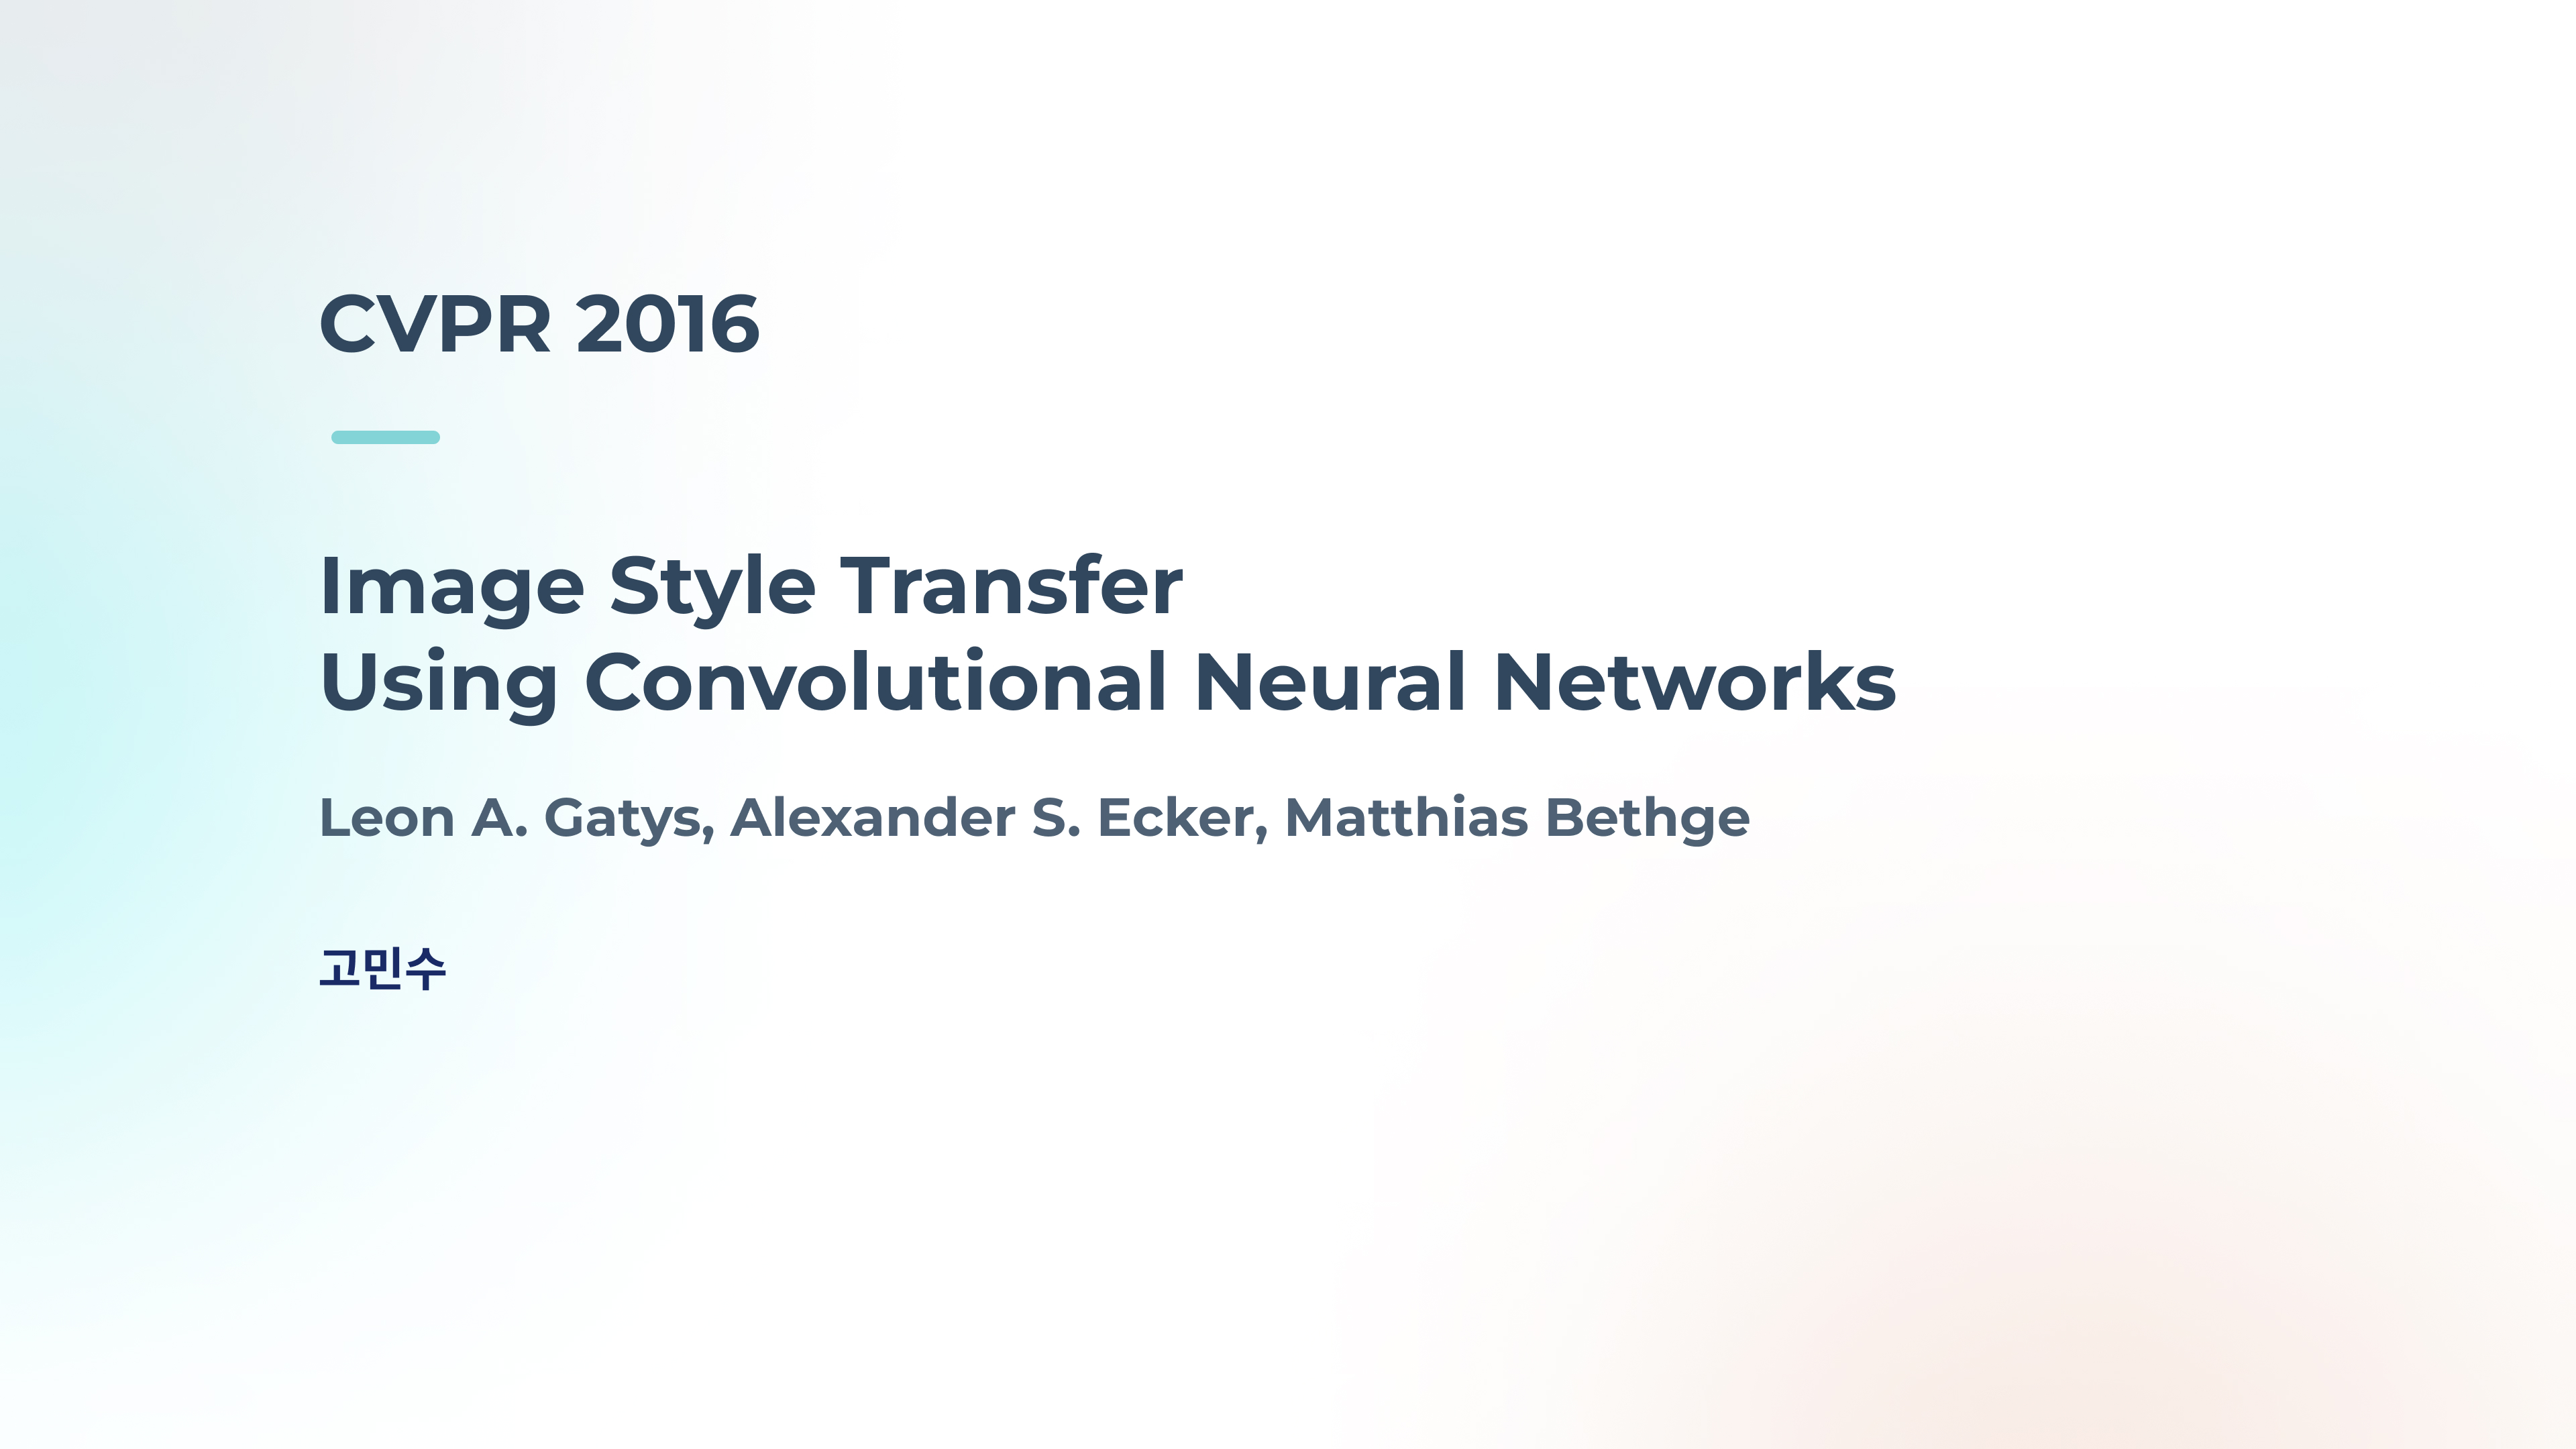 CVPR 2016
Image Style Transfer
Using Convolutional Neural Networks
Leon A. Gatys, Alexander S. Ecker, Matthias Bethge
고민수